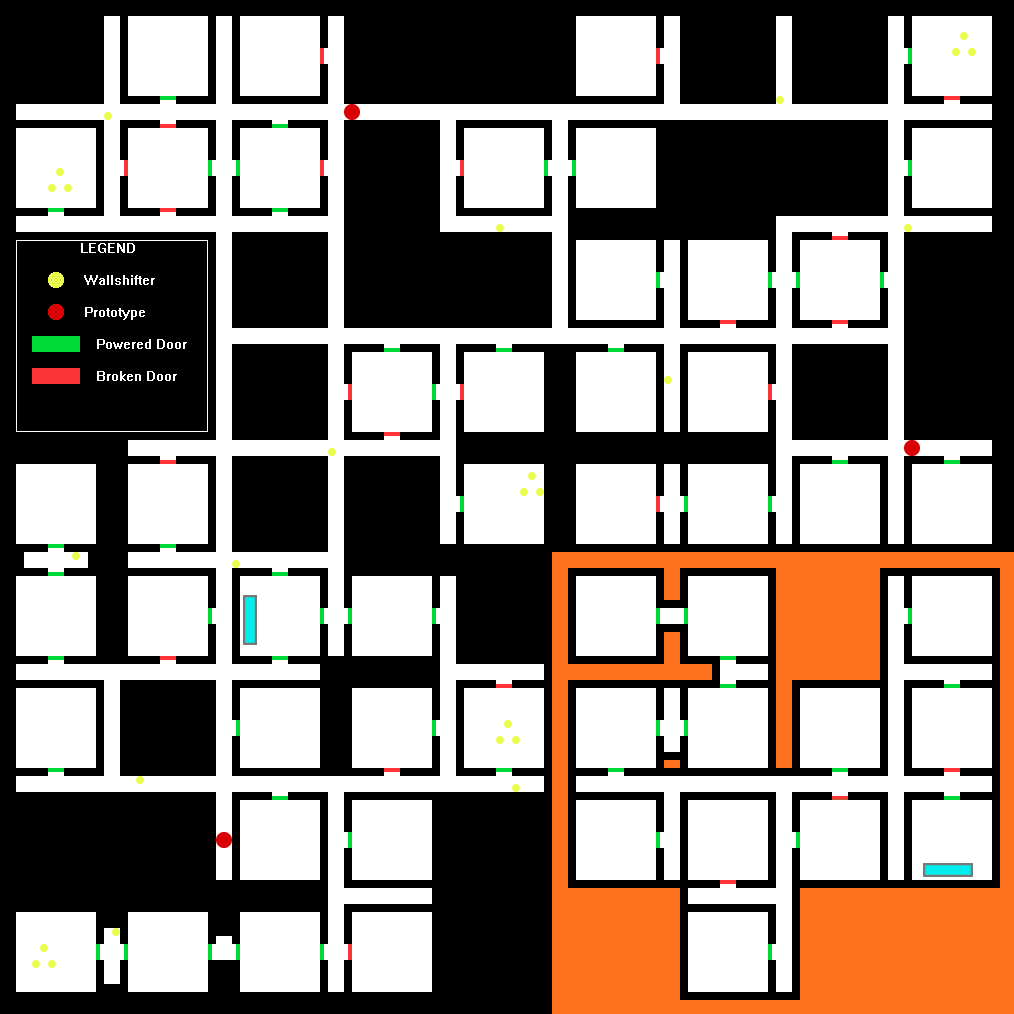 LEGEND
Wallshifter
Prototype
Powered Door
Broken Door